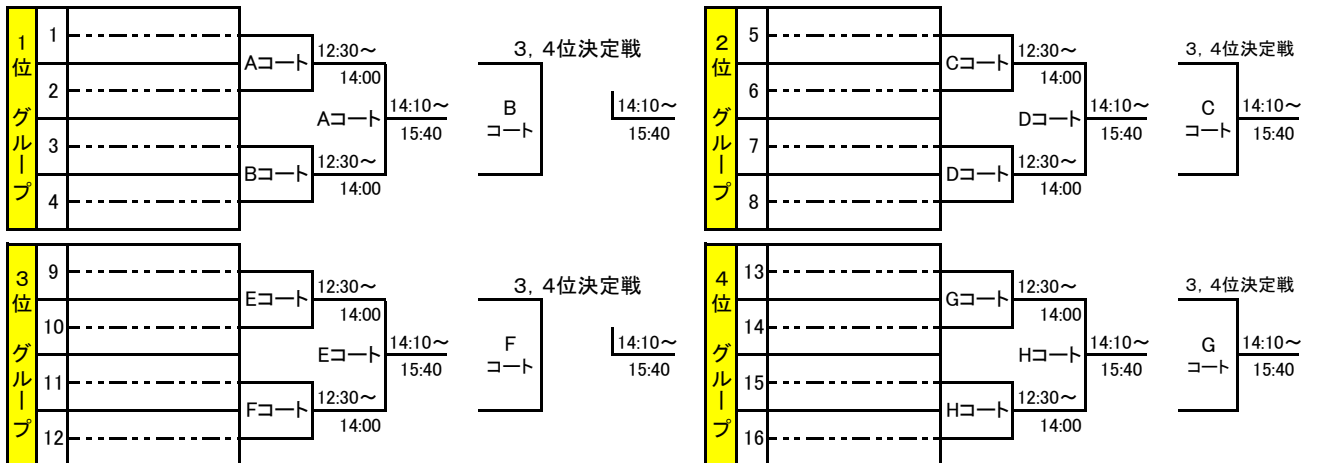 1位 グループ
1
2
3
4
Aコート
12:30～
14:00
Bコート
12:30～
14:00
Aコート
14:10～
15:40
3, 4位決定戦
B
コート
14:10～
15:40
2位 グループ
5
6
7
8
Cコート
12:30～
14:00
Dコート
12:30～
14:00
Dコート
14:10～
15:40
3, 4位決定戦
C
コート
14:10～
15:40
3位 グループ
9
10
11
12
Eコート
12:30～
14:00
Fコート
12:30～
14:00
Eコート
14:10～
15:40
3, 4位決定戦
F
コート
14:10～
15:40
4位 グループ
13
14
15
16
Gコート
12:30～
14:00
Hコート
12:30～
14:00
Hコート
14:10～
15:40
3, 4位決定戦
G
コート
14:10～
15:40